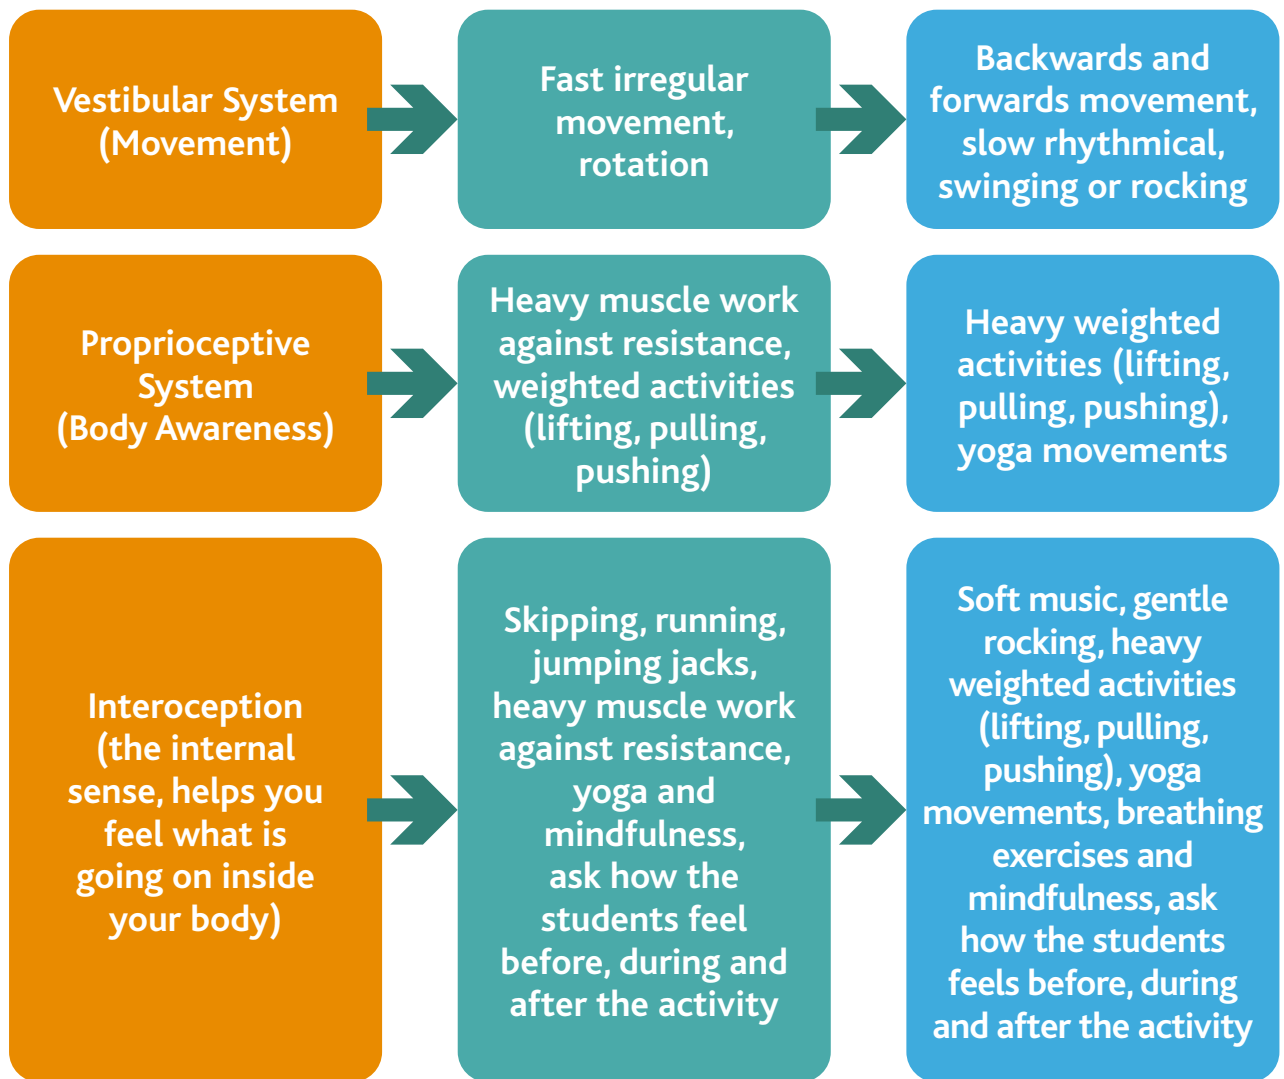 Vestibular System
(Movement)
Fast irregular
movement,
rotation
Backwards and
forwards movement,
slow rhythmical,
swinging or rocking
Proprioceptive
System
(Body Awareness)
Heavy muscle work
against resistance,
weighted activities
(lifting, pulling,
pushing)
Heavy weighted
activities (lifting,
pulling, pushing),
yoga movements
Interoception
(the internal
sense, helps you
feel what is
going on inside
your body)
Skipping, running,
jumping jacks,
heavy muscle work
against resistance,
yoga and
mindfulness,
ask how the
students feel
before, during and
after the activity
Soft music, gentle
rocking, heavy
weighted activities
(lifting, pulling,
pushing), yoga
movements, breathing
exercises and
mindfulness, ask
how the students
feels before, during
and after the activity